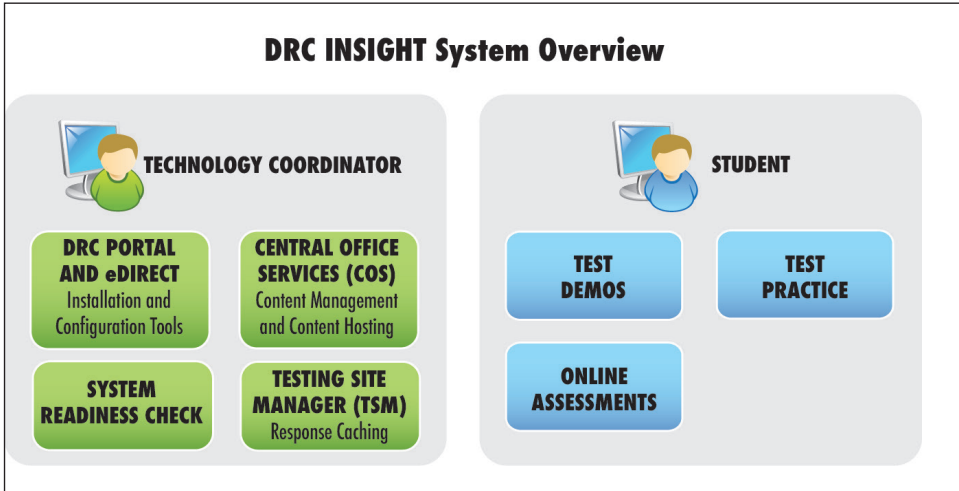 DRC INSIGHT System Overview
TECHNOLOGY COORDINATOR
DRC PORTAL
AND eDIRECT
Installation and
Configuration Tools
CENTRAL OFFICE
SERVICES (COS)
Content Management
and Content Hosting
SYSTEM
READINESS CHECK
TESTING SITE
MANAGER (TSM)
Response Caching
STUDENT
TEST
DEMOS
TEST
PRACTICE
ONLINE
ASSESSMENTS